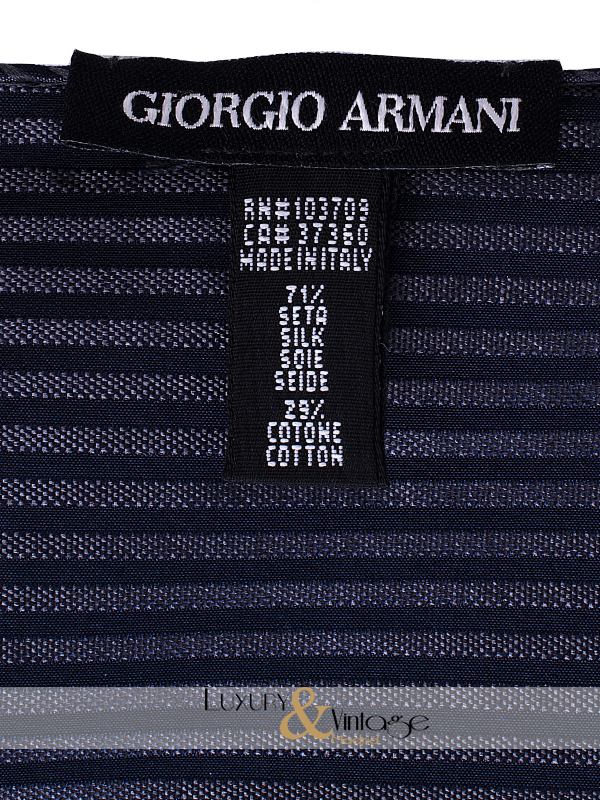 GIORGIO ARMANI
RN#103709
CA# 37360
MADE IN ITALY
71%
SETA
SILK
SOIE
SEIDE
29%
COTONE
COTTON
Luxury & Vintage